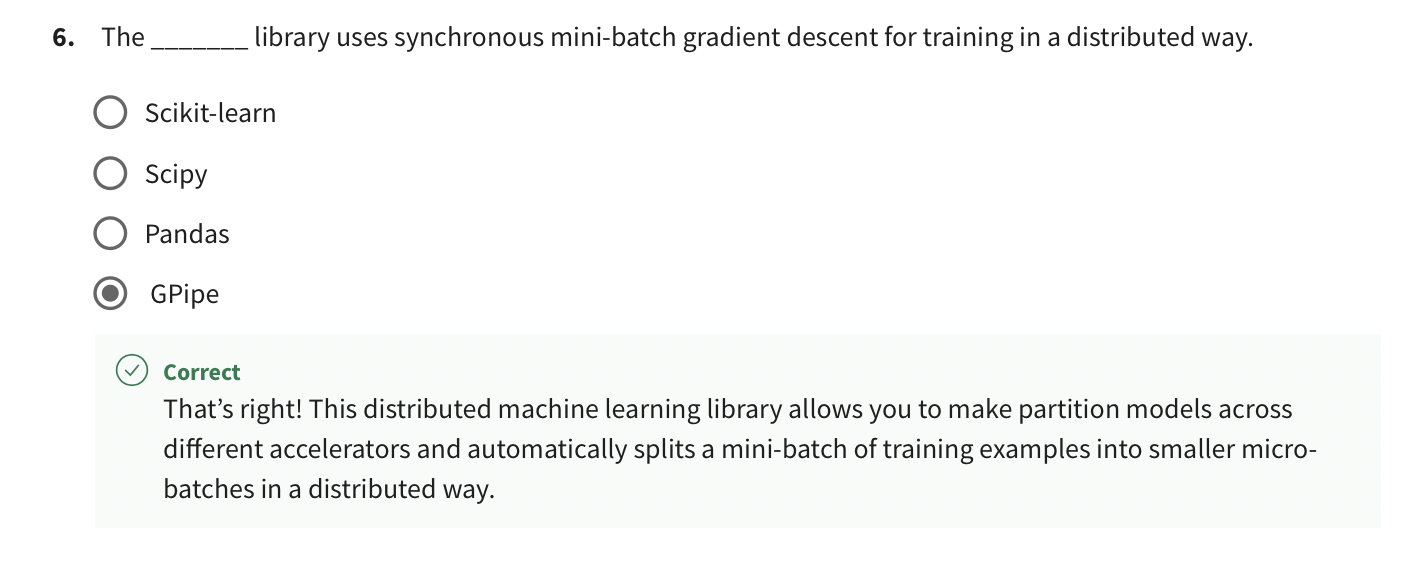 6. The _______ library uses synchronous mini-batch gradient descent for training in a distributed way.
Scikit-learn
Scipy
Pandas
GPipe
Correct
That’s right! This distributed machine learning library allows you to make partition models across
different accelerators and automatically splits a mini-batch of training examples into smaller micro-
batches in a distributed way.